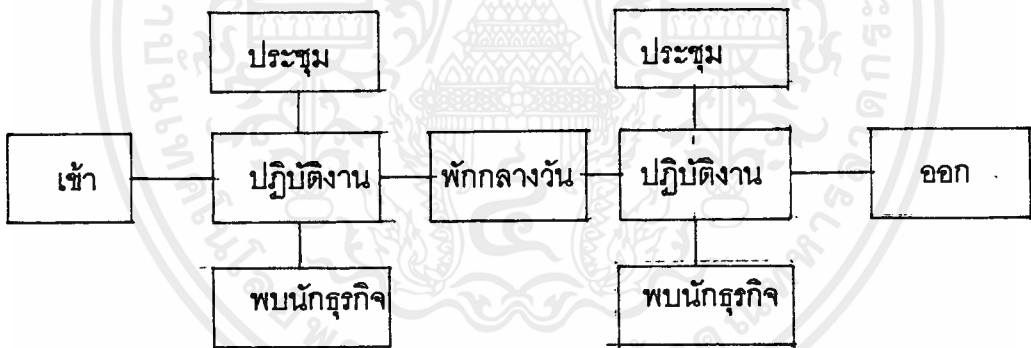 ประชุม
ประชุม
เข้า
ปฏิบัติงาน
พักกลางวัน
ปฏิบัติงาน
ออก
พบนักธุรกิจ
พบนักธุรกิจ